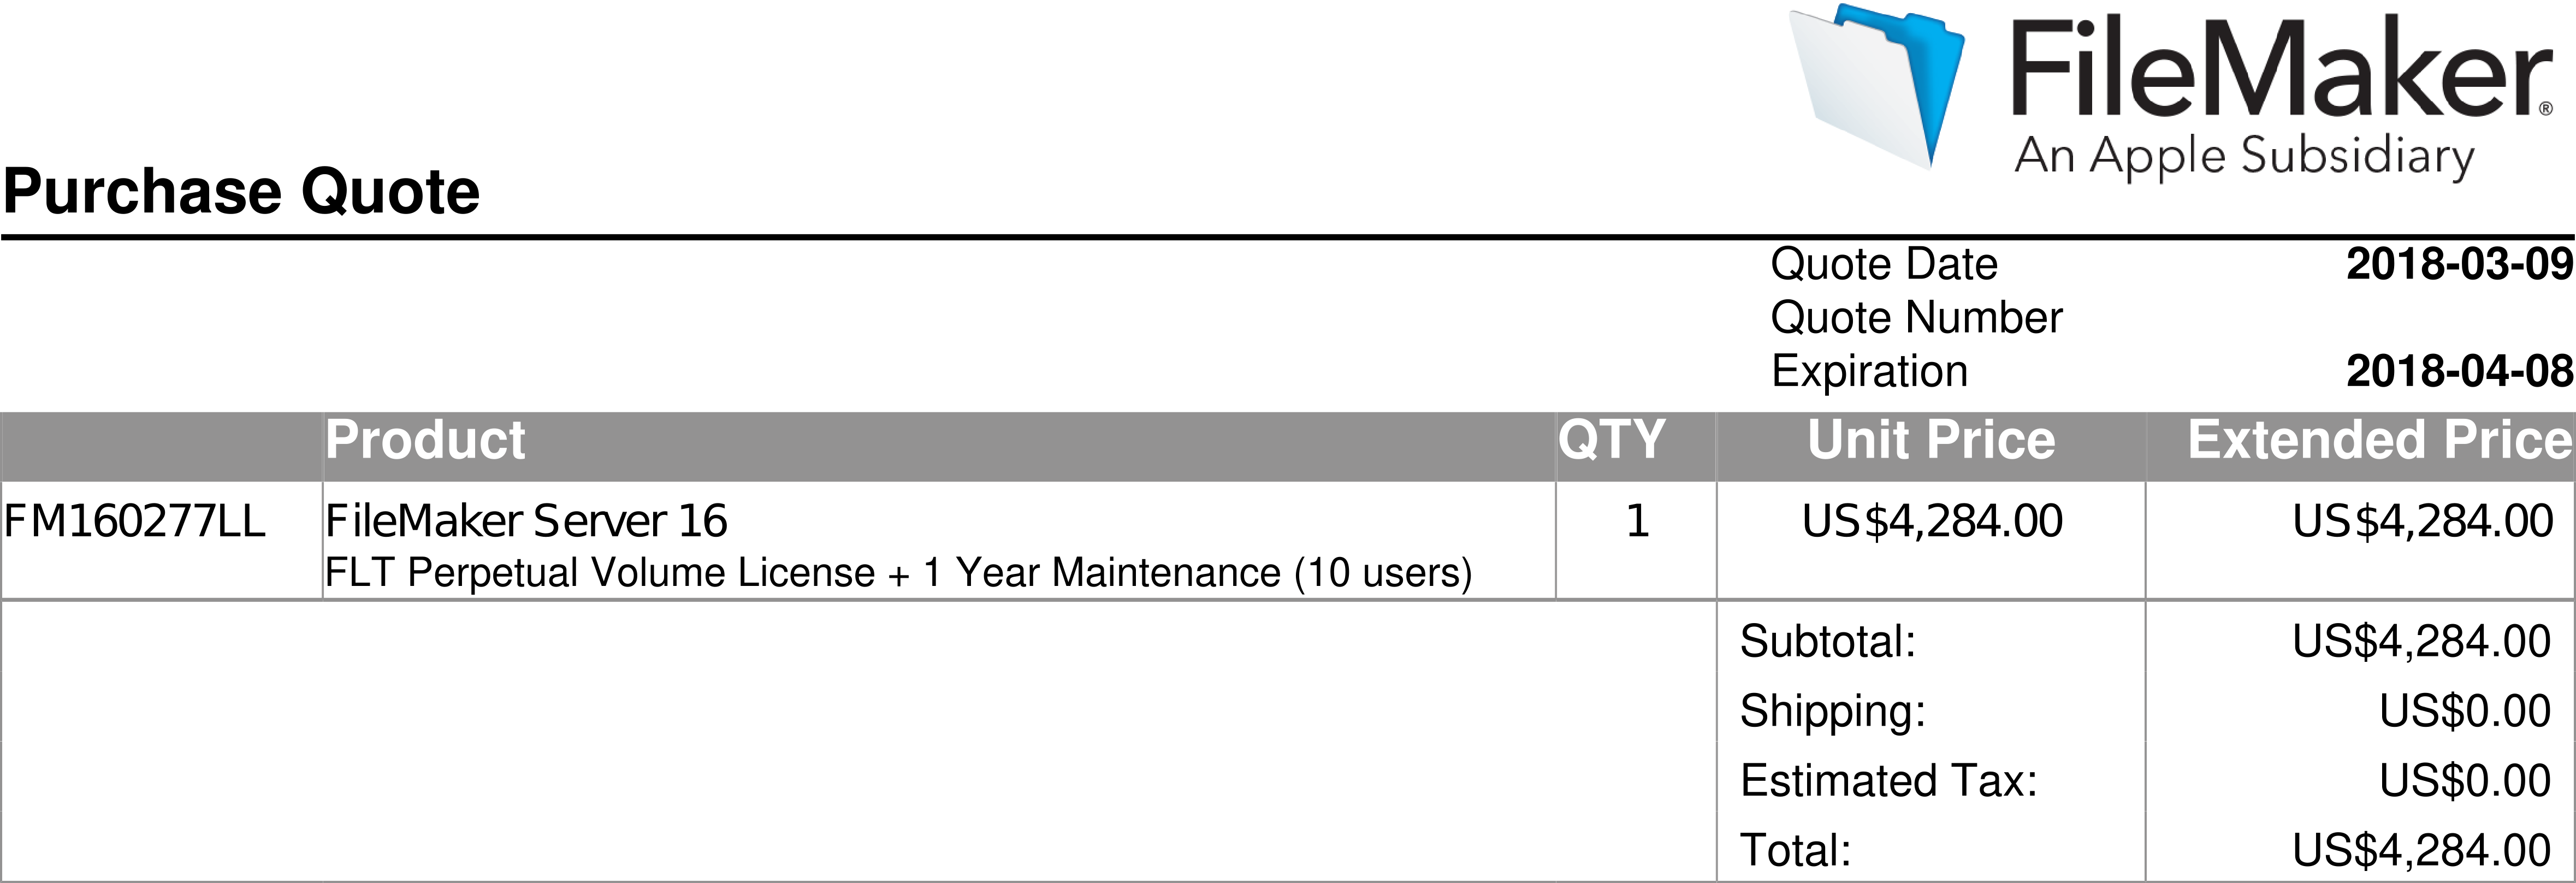 FileMaker®
An Apple Subsidiary
Purchase Quote
Quote Date 2018-03-09
Quote Number
Expiration 2018-04-08
Product QTY Unit Price Extended Price
FM160277LL FileMaker Server 16 1 US$4,284.00 US$4,284.00
FLT Perpetual Volume License + 1 Year Maintenance (10 users)
Subtotal: US$4,284.00
Shipping: US$0.00
Estimated Tax: US$0.00
Total: US$4,284.00